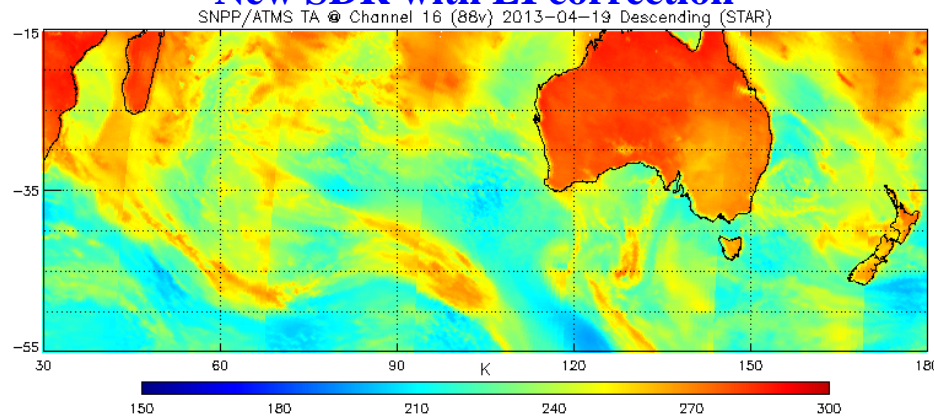 New SDR with LI correction
SNPP/ATMS TA @ Channel 16 (88v) 2013-04-19 Descending (STAR)
-15
-35
-55
30 60 90 120 150 180
K
150 180 210 240 270 300